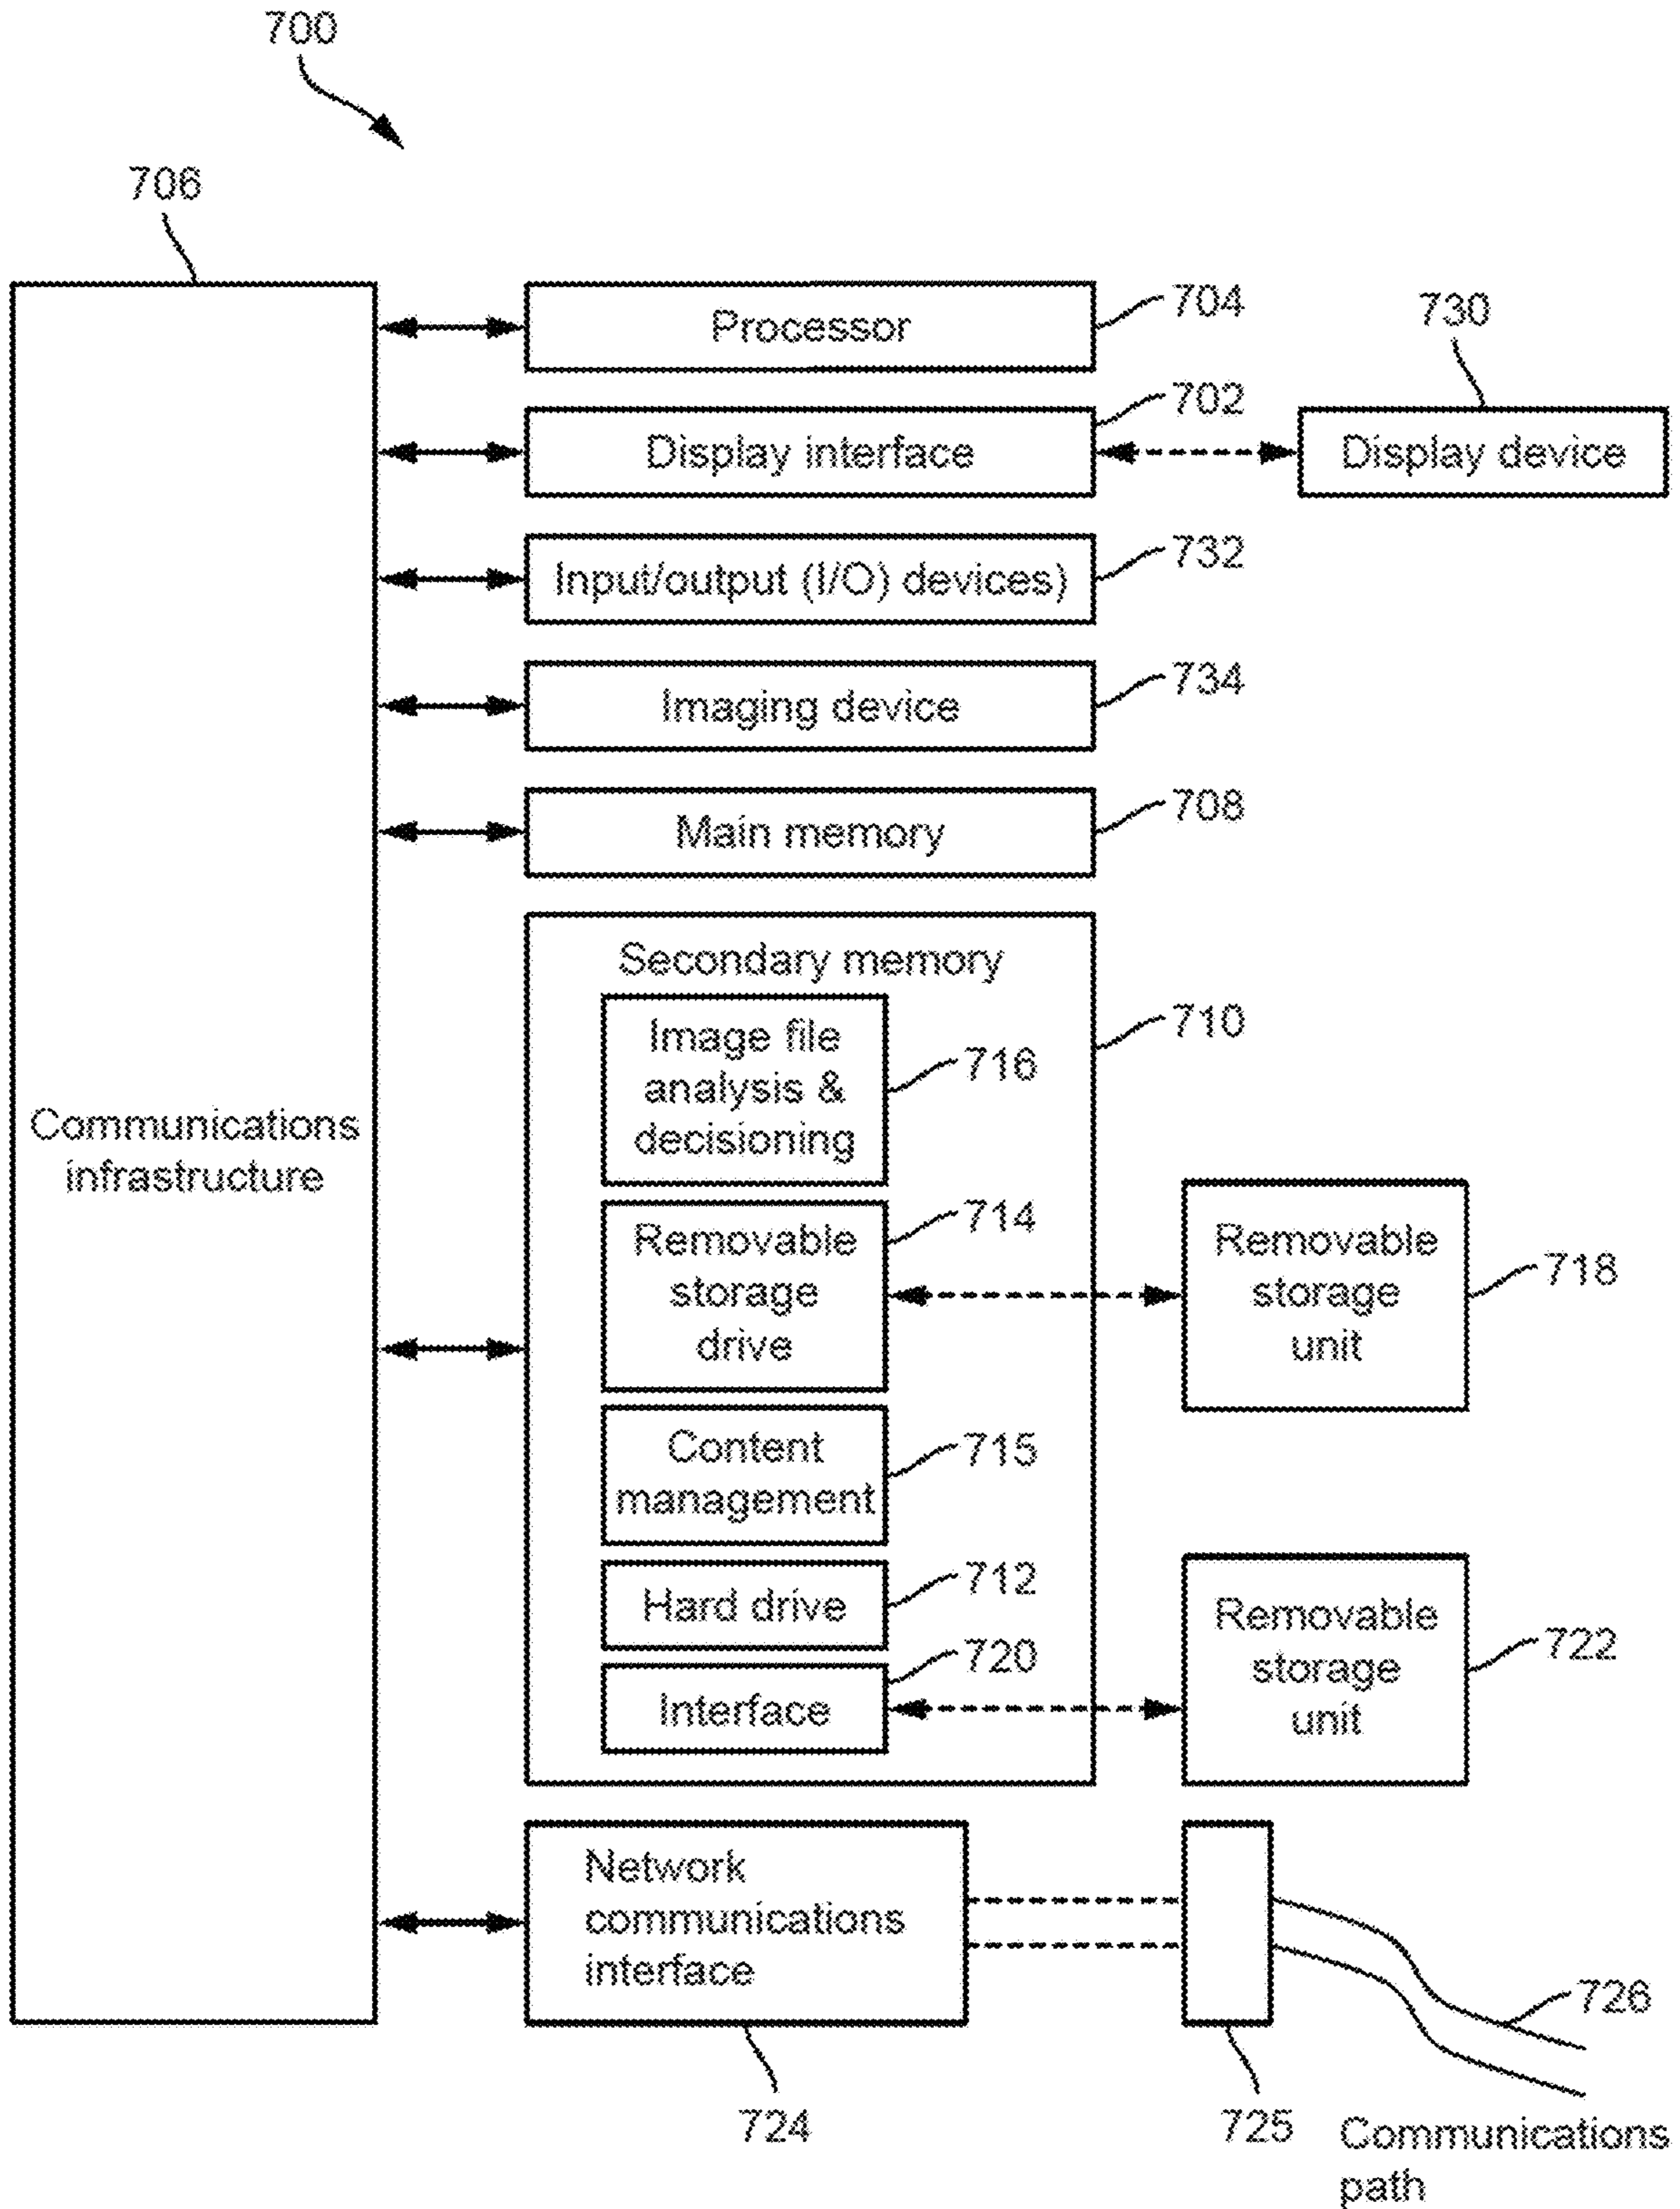 700
706
Processor
704
730
702
Display interface
Display device
Input/output (I/O) devices)
732
Imaging device
734
Main memory
708
Secondary memory
710
Image file
analysis &
decisioning
716
Communications
infrastructure
Removable
storage
drive
714
Removable
storage
unit
718
Content
management
715
Hard drive
712
Interface
720
Removable
storage
unit
722
Network
communications
interface
726
724
725
Communications
path